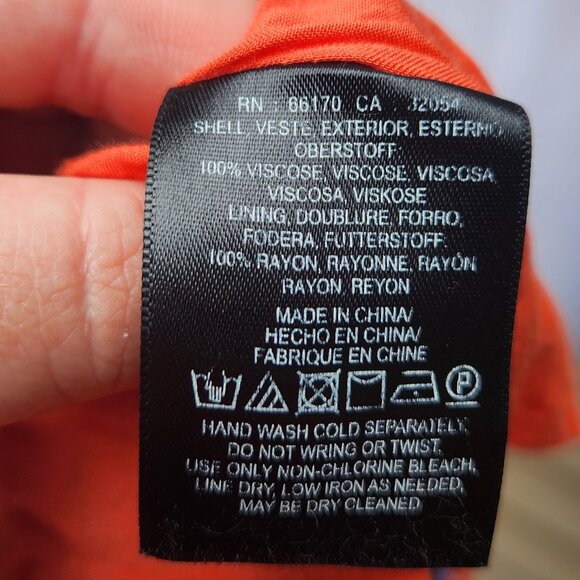 RN : 66170 CA : 32054
SHELL, VESTE, EXTERIOR, ESTERNO,
OBERSTOFF
100% VISCOSE, VISCOSE, VISCOSA,
VISCOSA, VISKOSE
LINING, DOUBLURE, FORRO,
FODERA, FUTTERSTOFF
100% RAYON, RAYONNE, RAYÓN
RAYON, REYON
MADE IN CHINA/
HECHO EN CHINA/
FABRIQUE EN CHINE
P
HAND WASH COLD SEPARATELY,
DO NOT WRING OR TWIST,
USE ONLY NON-CHLORINE BLEACH,
LINE DRY, LOW IRON AS NEEDED,
MAY BE DRY CLEANED